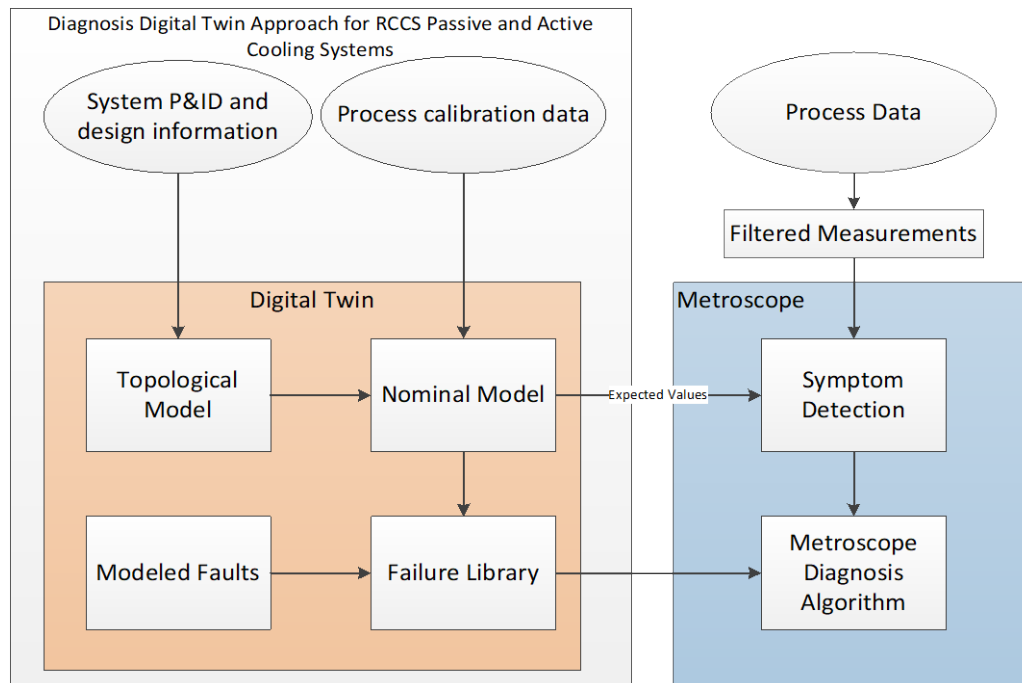 Diagnosis Digital Twin Approach for RCCS Passive and Active
Cooling Systems
System P&ID and
design information
Process calibration data
Process Data
Filtered Measurements
Digital Twin
Metroscope
Topological
Model
Nominal Model
Expected Values
Symptom
Detection
Modeled Faults
Failure Library
Metroscope
Diagnosis
Algorithm